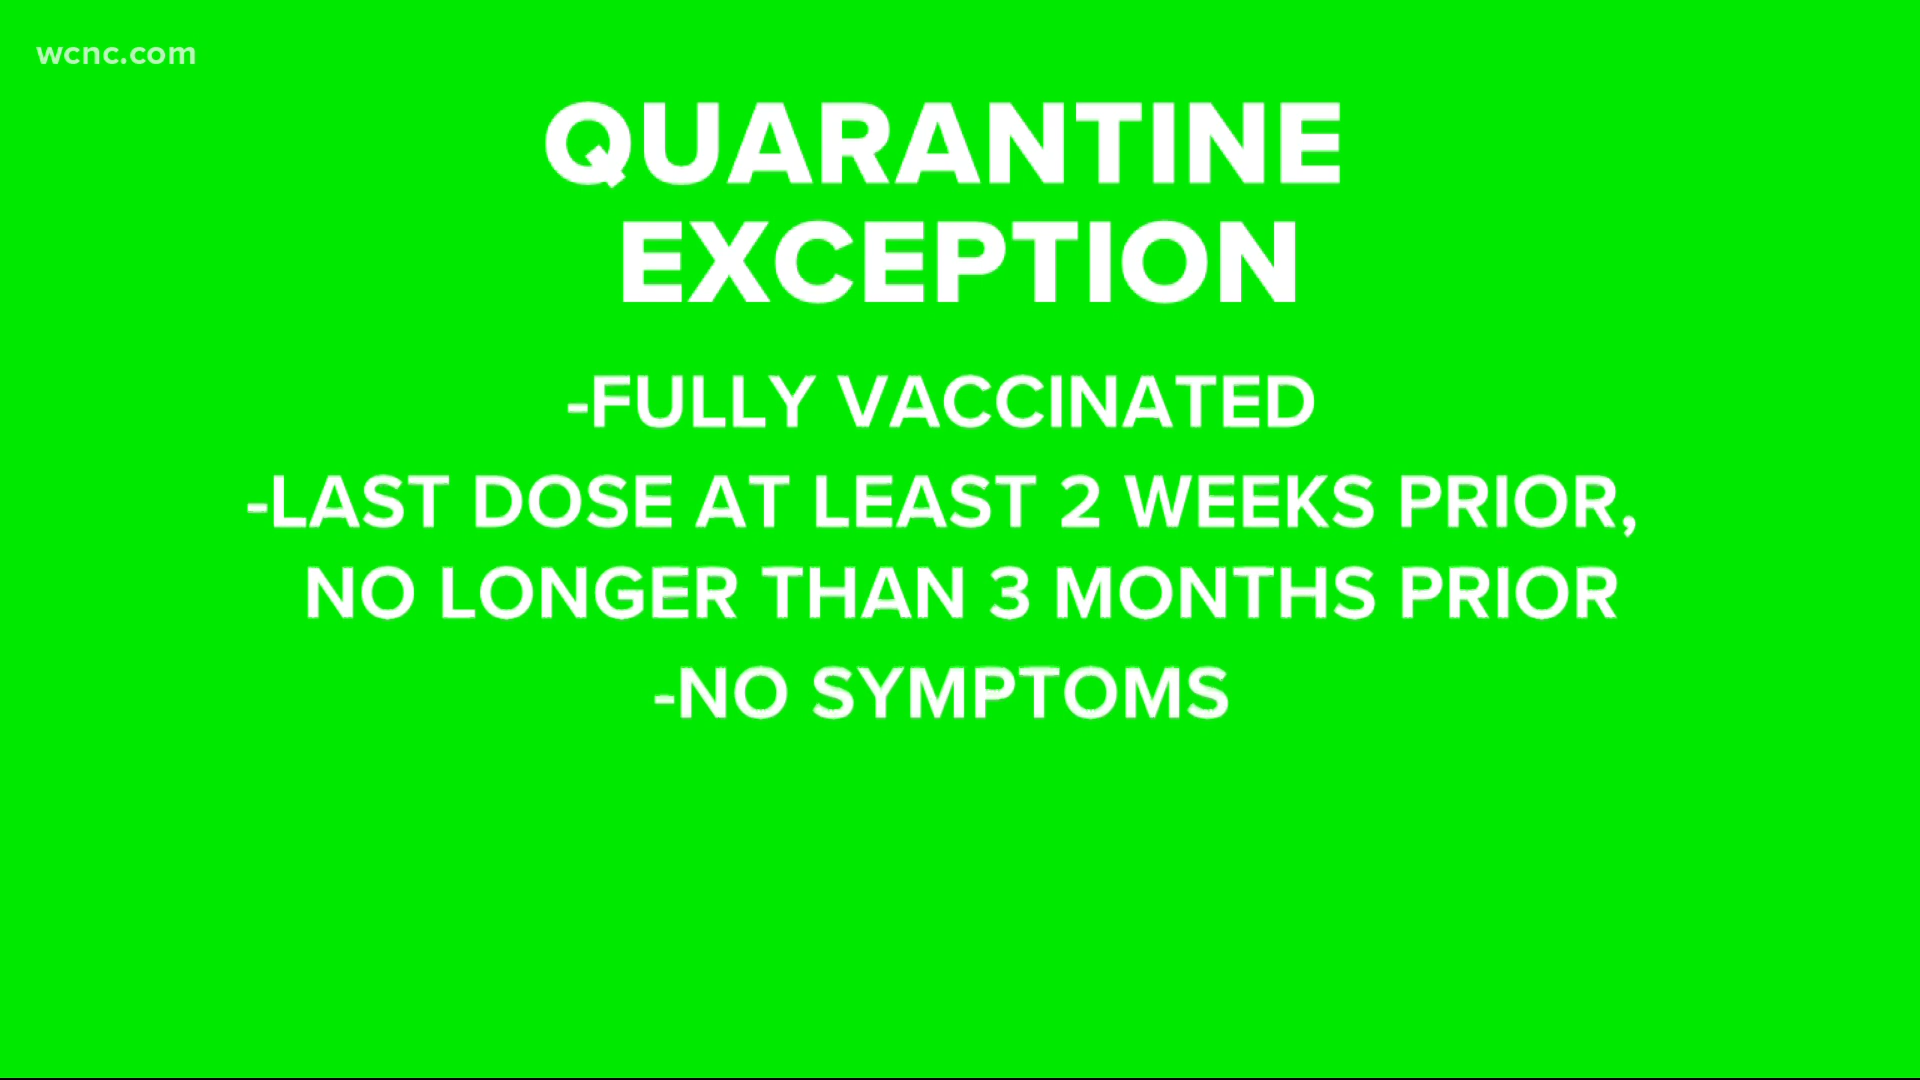 wcnc.com
QUARANTINE
EXCEPTION
-FULLY VACCINATED
-LAST DOSE AT LEAST 2 WEEKS PRIOR,
NO LONGER THAN 3 MONTHS PRIOR
-NO SYMPTOMS